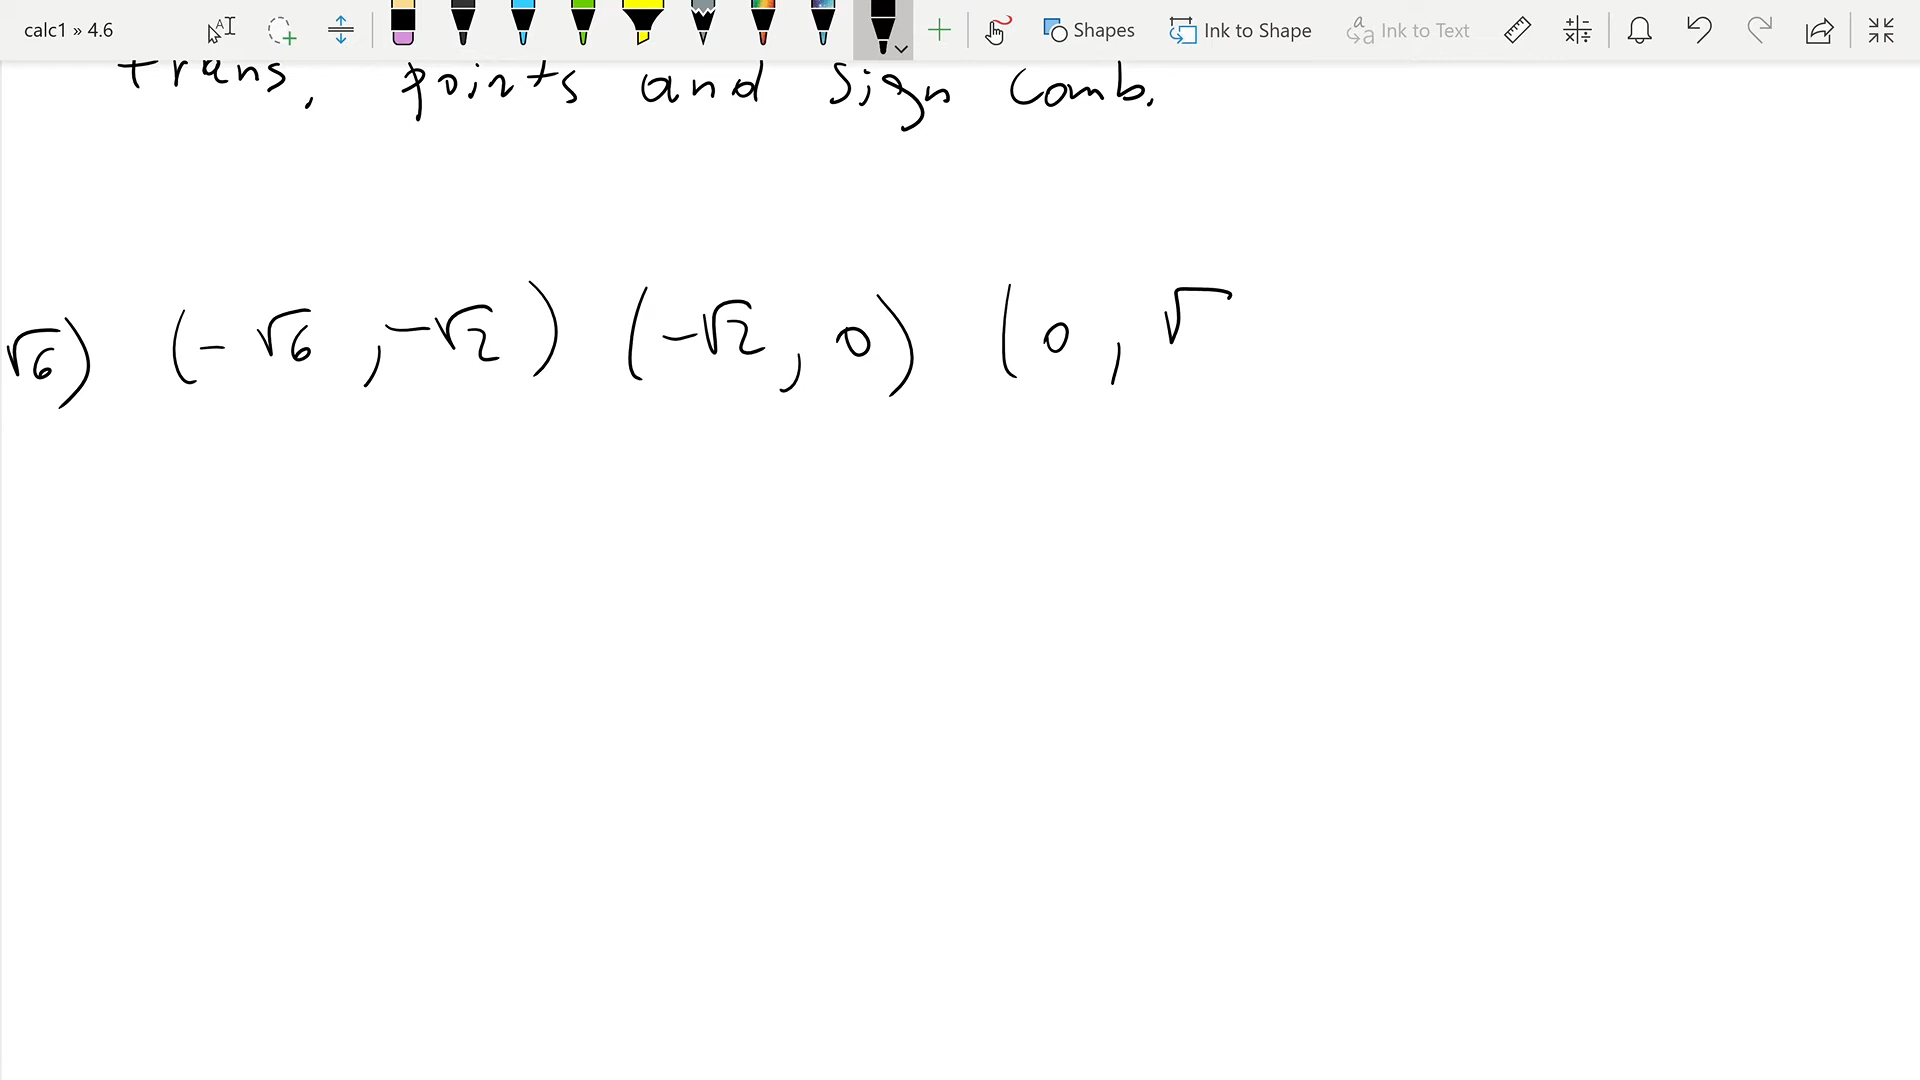 calc1 » 4.6 Shapes Ink to Shape Ink to Text
trans. points and sign comb.
√6) (-√6, -√2) (-√2, 0) (0, √